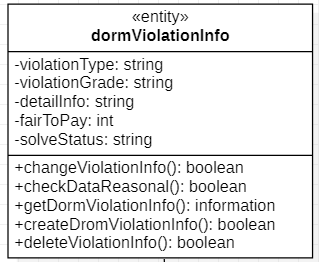 «entity»
dormViolationInfo
-violationType: string
-violationGrade: string
-detailInfo: string
-fairToPay: int
-solveStatus: string
+changeViolationInfo(): boolean
+checkDataReasonal(): boolean
+getDormViolationInfo(): information
+createDromViolationInfo(): boolean
+deleteViolationInfo(): boolean